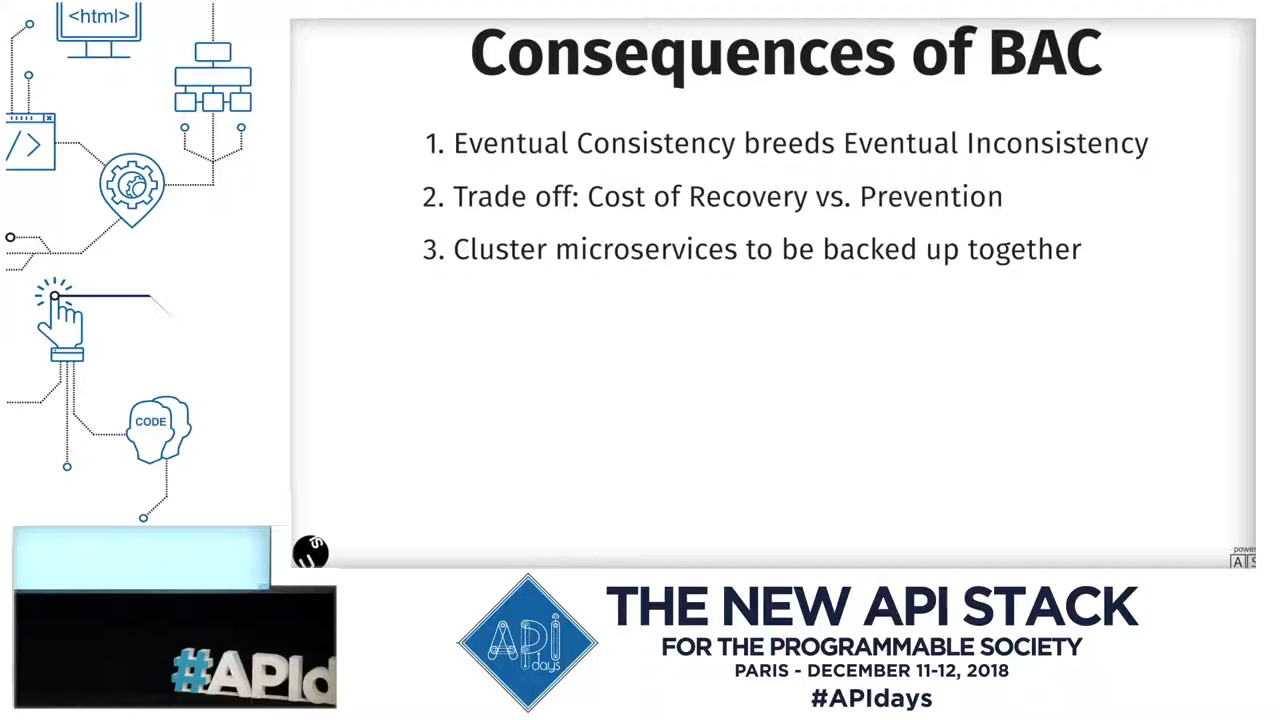 <html>
Consequences of BAC
1. Eventual Consistency breeds Eventual Inconsistency
2. Trade off: Cost of Recovery vs. Prevention
3. Cluster microservices to be backed up together
</>
CODE
#APId
API
days
THE NEW API STACK
FOR THE PROGRAMMABLE SOCIETY
PARIS - DECEMBER 11-12, 2018
#APIdays